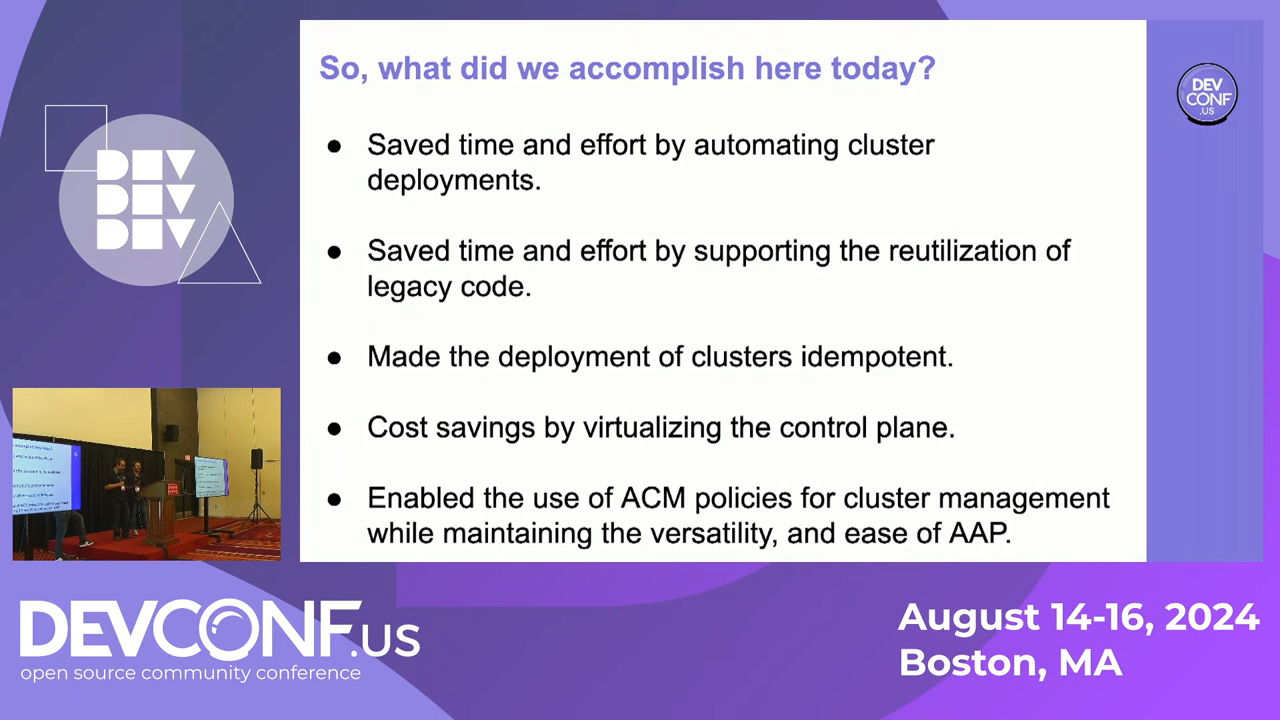 So, what did we accomplish here today?
● Saved time and effort by automating cluster
deployments.
● Saved time and effort by supporting the reutilization of
legacy code.
● Made the deployment of clusters idempotent.
● Cost savings by virtualizing the control plane.
● Enabled the use of ACM policies for cluster management
while maintaining the versatility, and ease of AAP.
DEV
CONF
.US
DEV
DEV
DEV
DEVCONF.US
open source community conference
August 14-16, 2024
Boston, MA